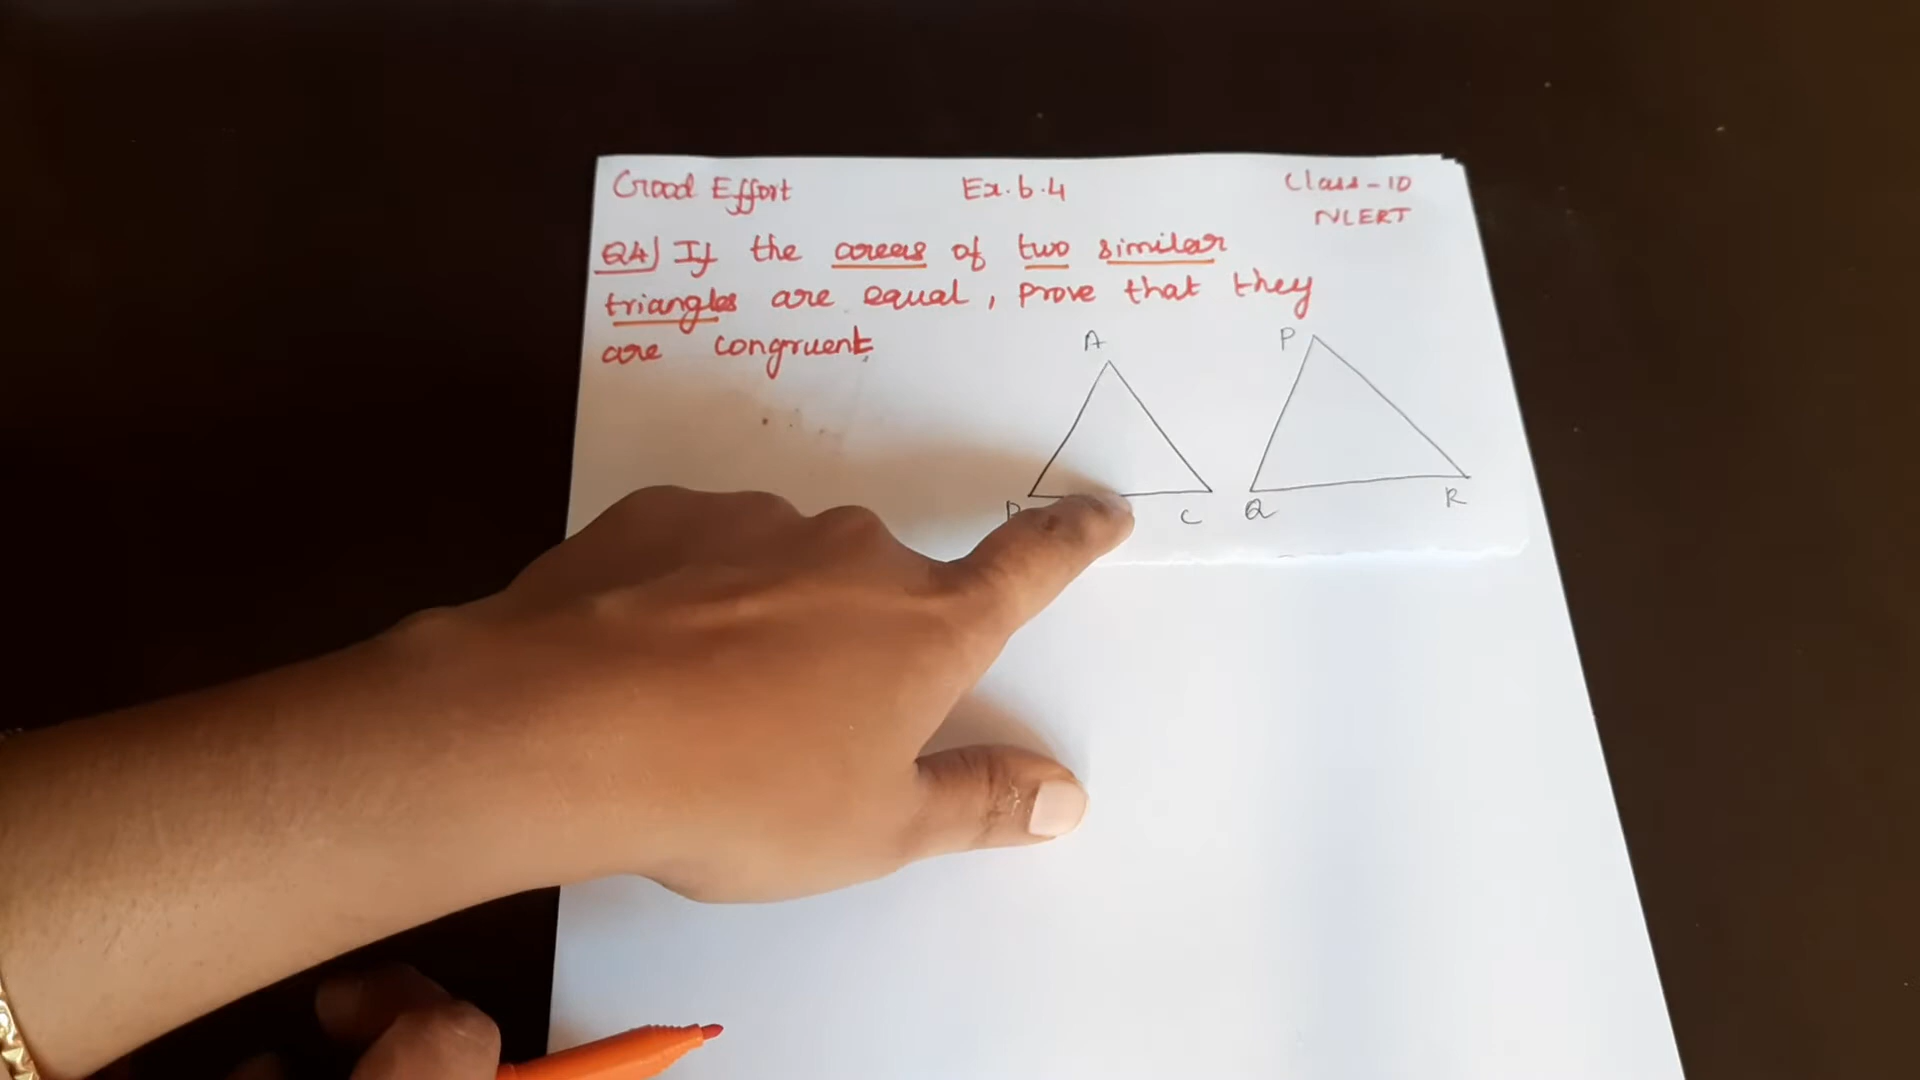 Good Effort
Ex. 6.4
Class-10
NCERT
Q4) If the areas of two similar
triangles are equal, prove that they
are congruent.
A
P
B
C
Q
R